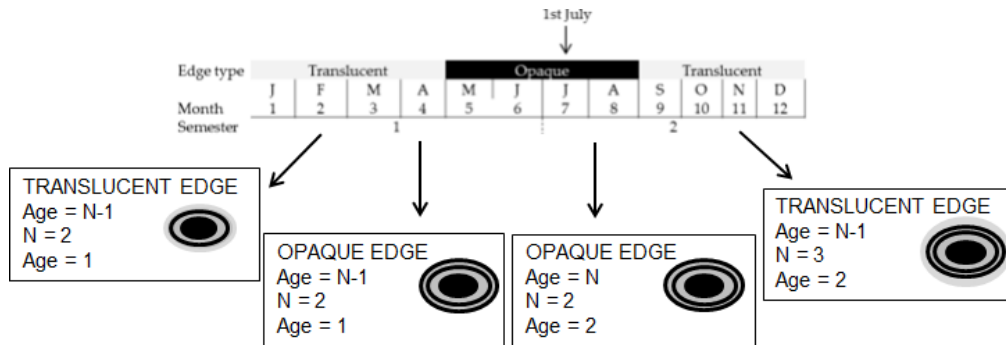 1st July
Edge type Translucent Opaque Translucent
J F M A M J J A S O N D
Month 1 2 3 4 5 6 7 8 9 10 11 12
Semester 1 2
TRANSLUCENT EDGE
Age = N-1
N = 2
Age = 1
OPAQUE EDGE
Age = N-1
N = 2
Age = 1
OPAQUE EDGE
Age = N
N = 2
Age = 2
TRANSLUCENT EDGE
Age = N-1
N = 3
Age = 2